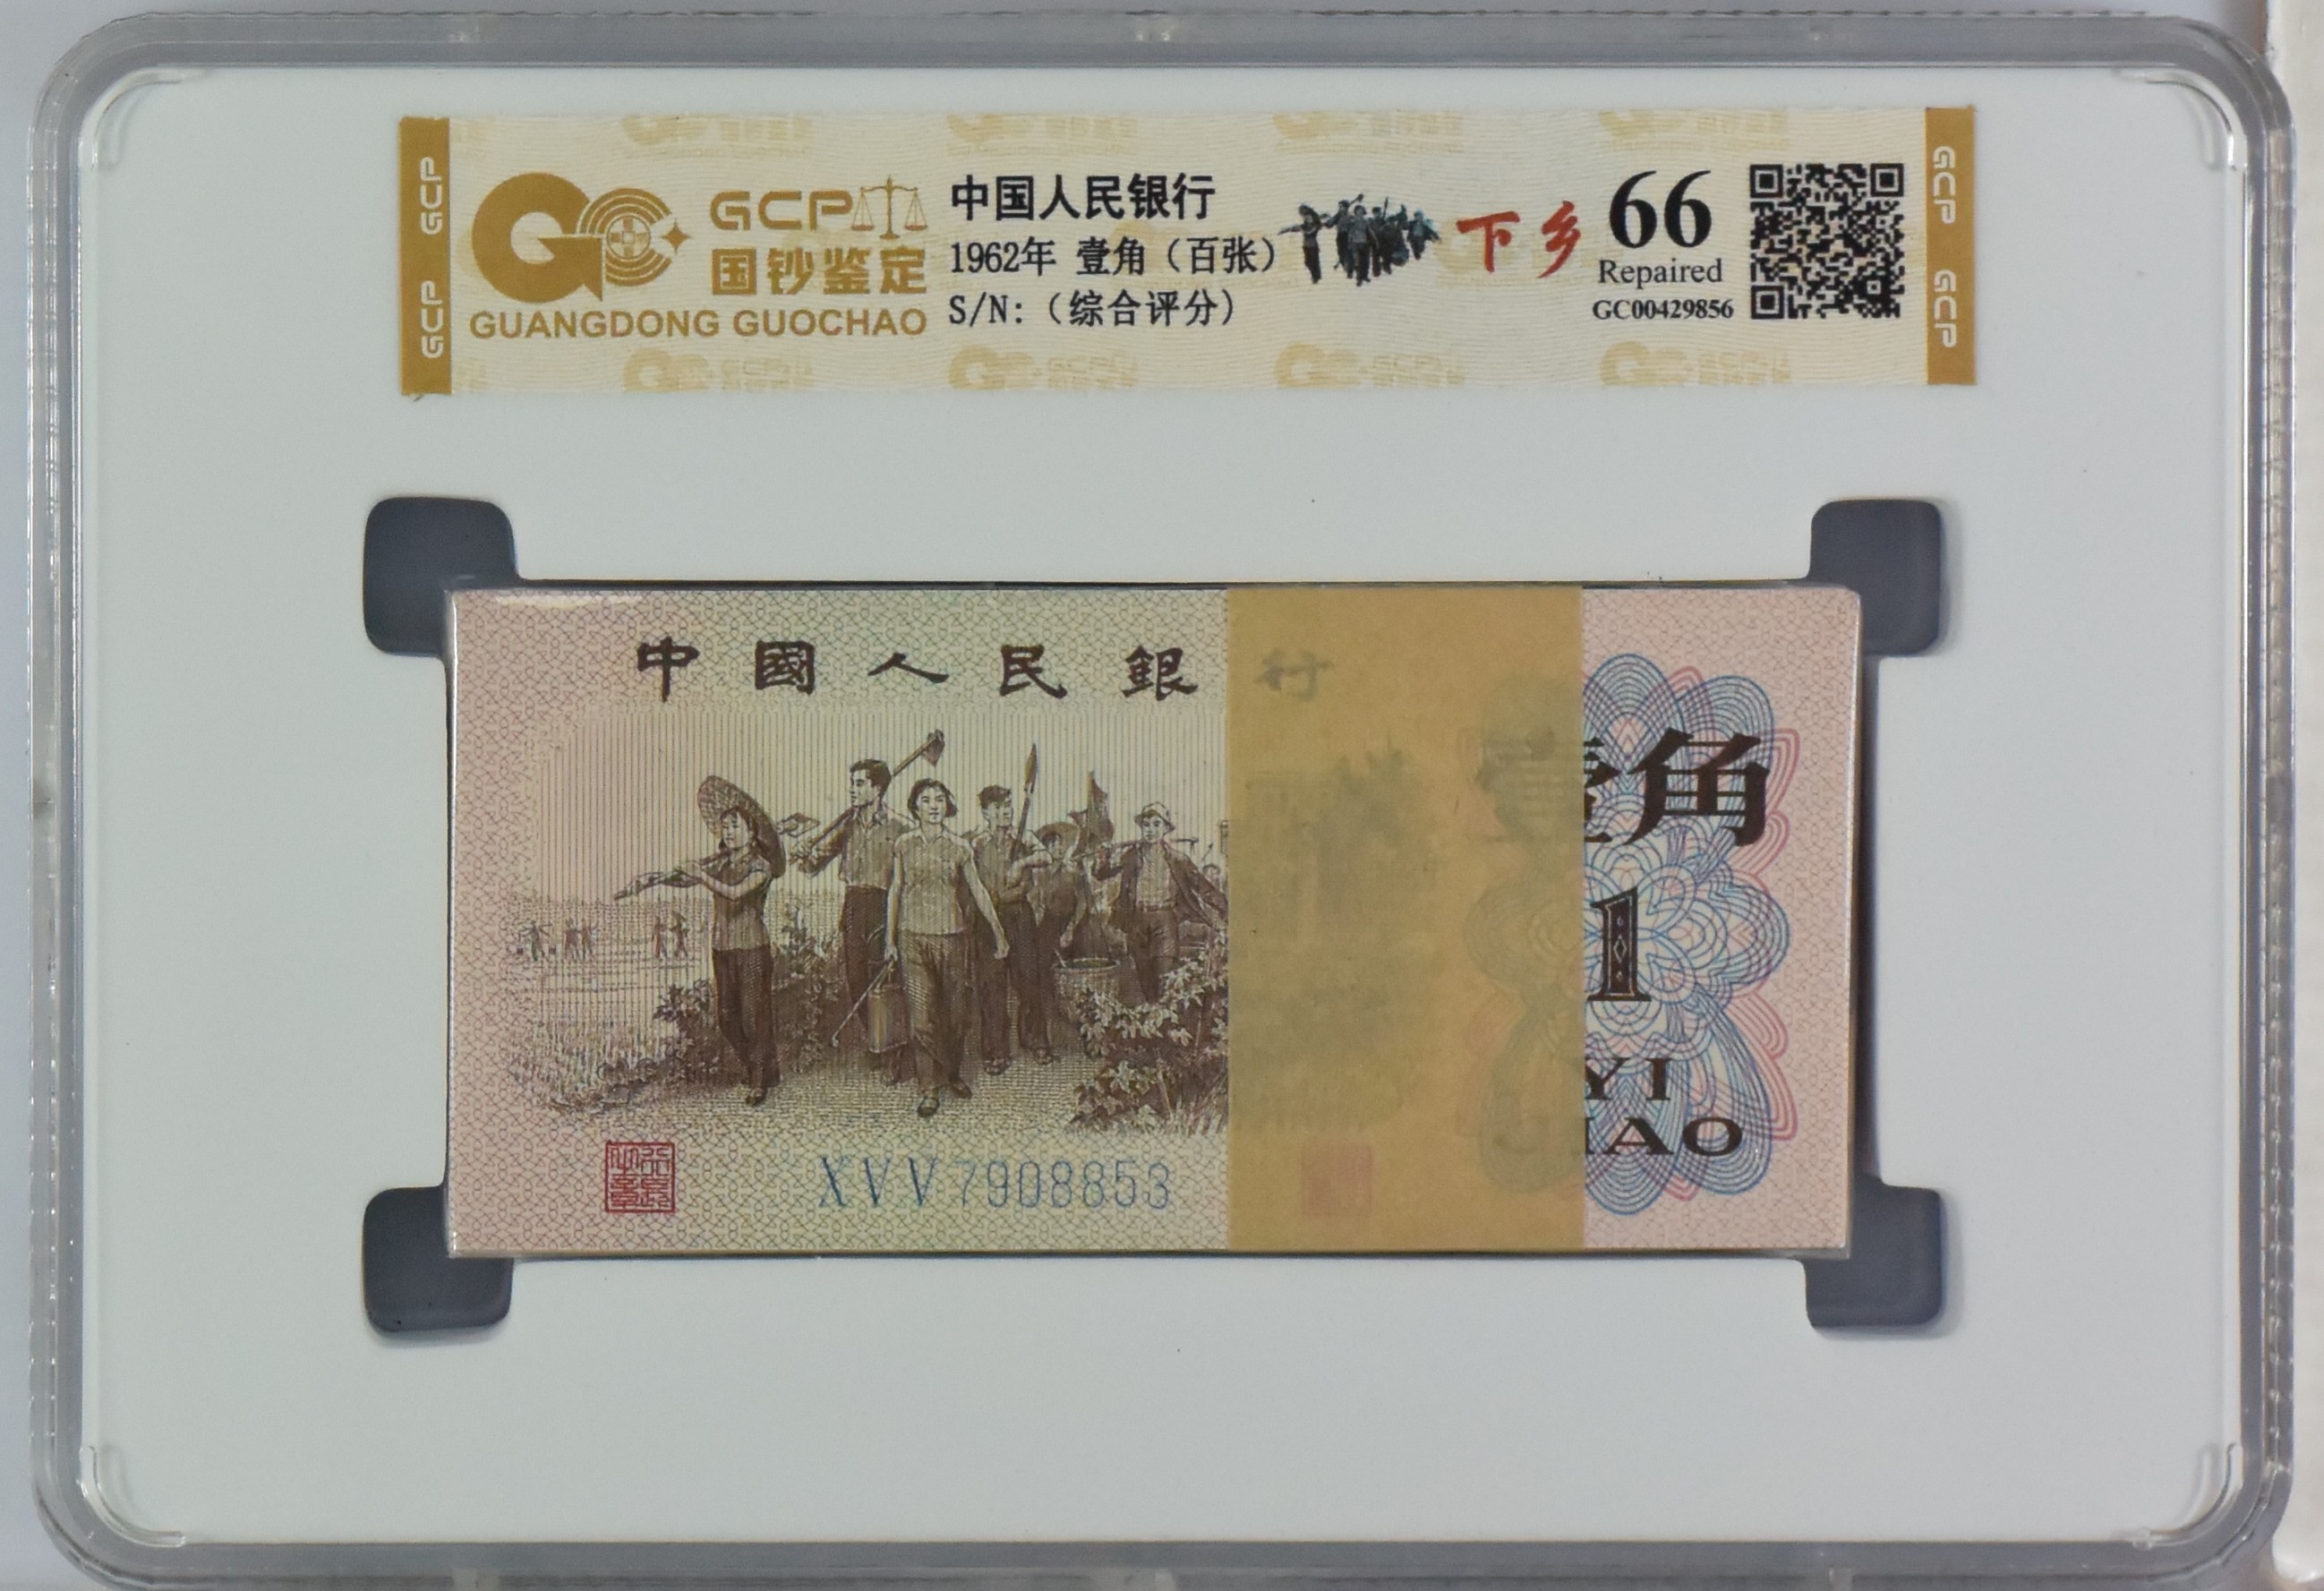 GCP GCP
GCP
国钞鉴定
GUANGDONG GUOCHAO
中国人民银行
1962年 壹角（百张）
S/N:（综合评分）
下乡
66
Repaired
GC00429856
GCP GCP
中國人民銀行
壹角
1
YI
JIAO
XVV7908853